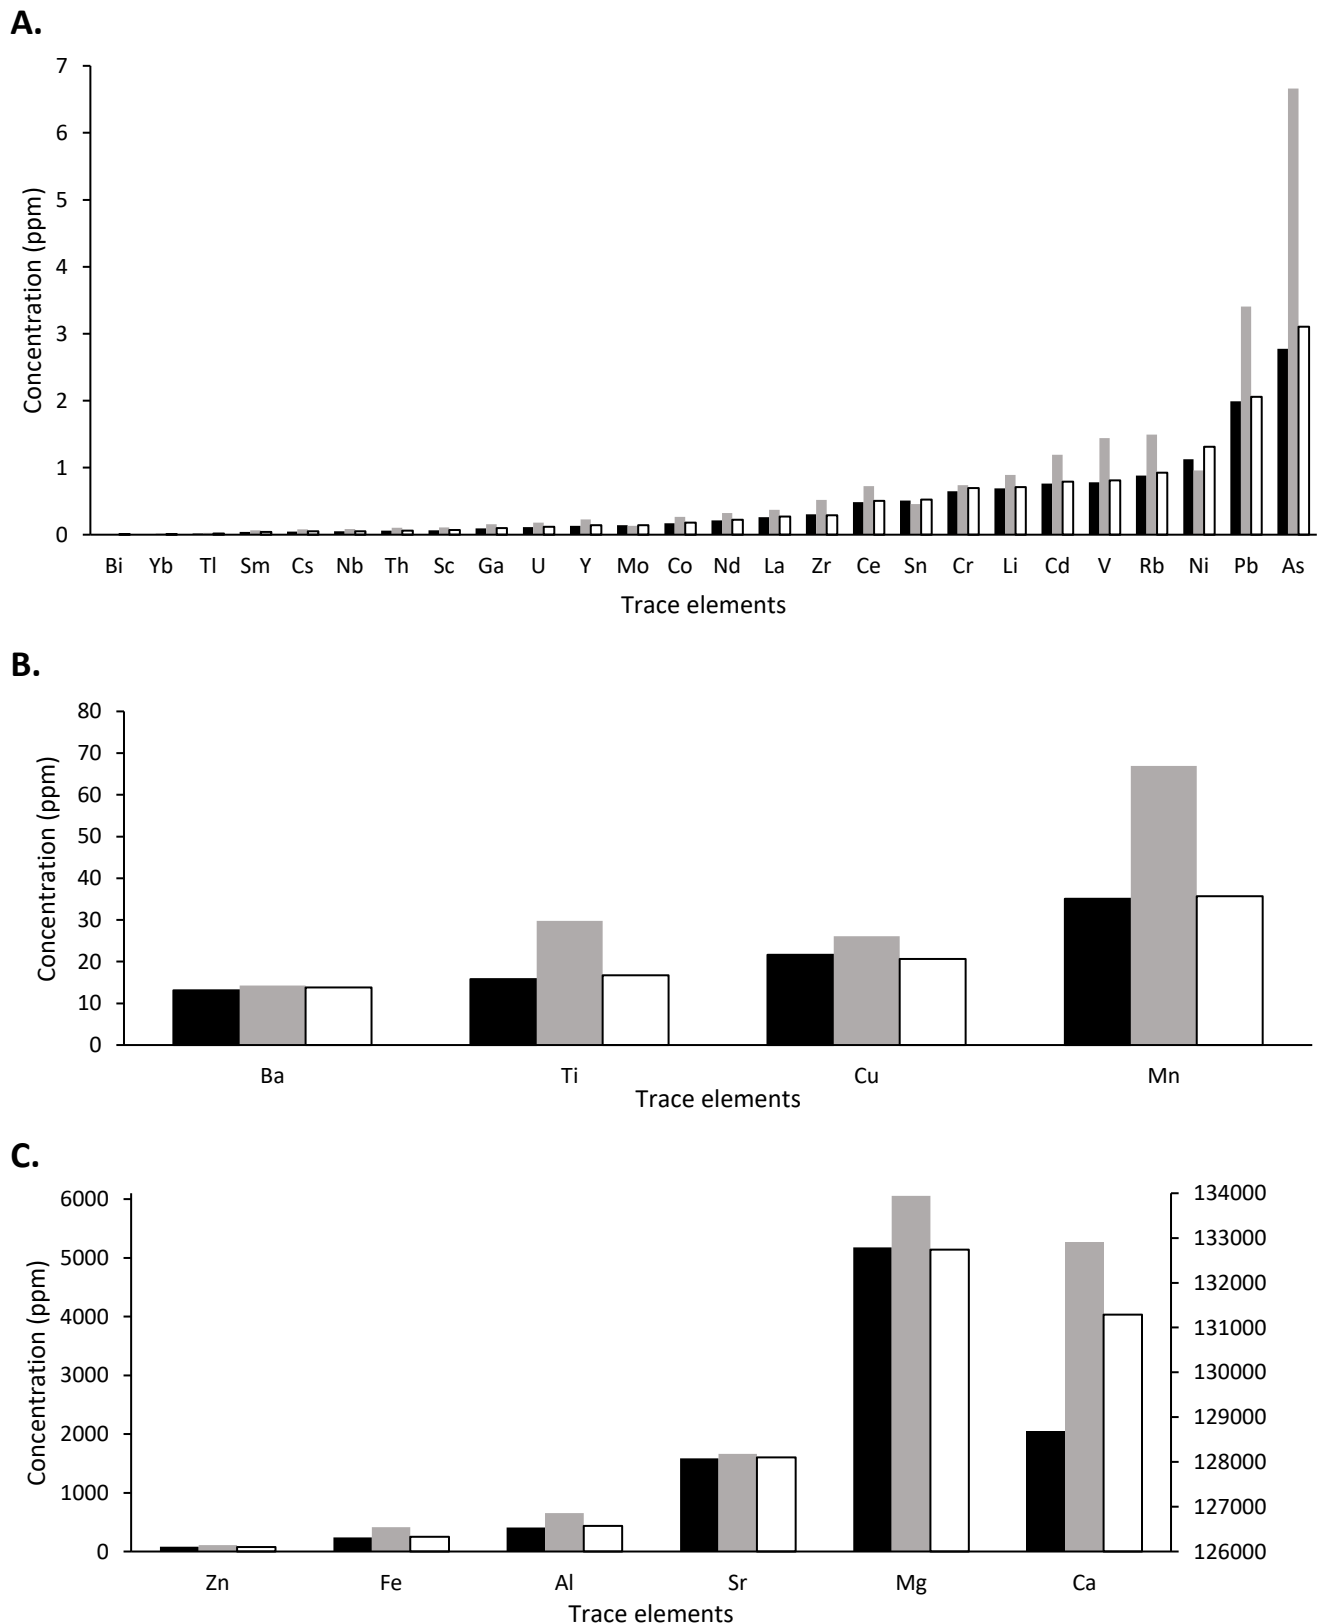 A.
7
6
5
4
3
2
1
0
Concentration (ppm)
Bi Yb Tl Sm Cs Nb Th Sc Ga U Y Mo Co Nd La Zr Ce Sn Cr Li Cd V Rb Ni Pb As
Trace elements
B.
80
70
60
50
40
30
20
10
0
Concentration (ppm)
Ba Ti Cu Mn
Trace elements
C.
6000
5000
4000
3000
2000
1000
0
Concentration (ppm)
134000
133000
132000
131000
130000
129000
128000
127000
126000
Zn Fe Al Sr Mg Ca
Trace elements